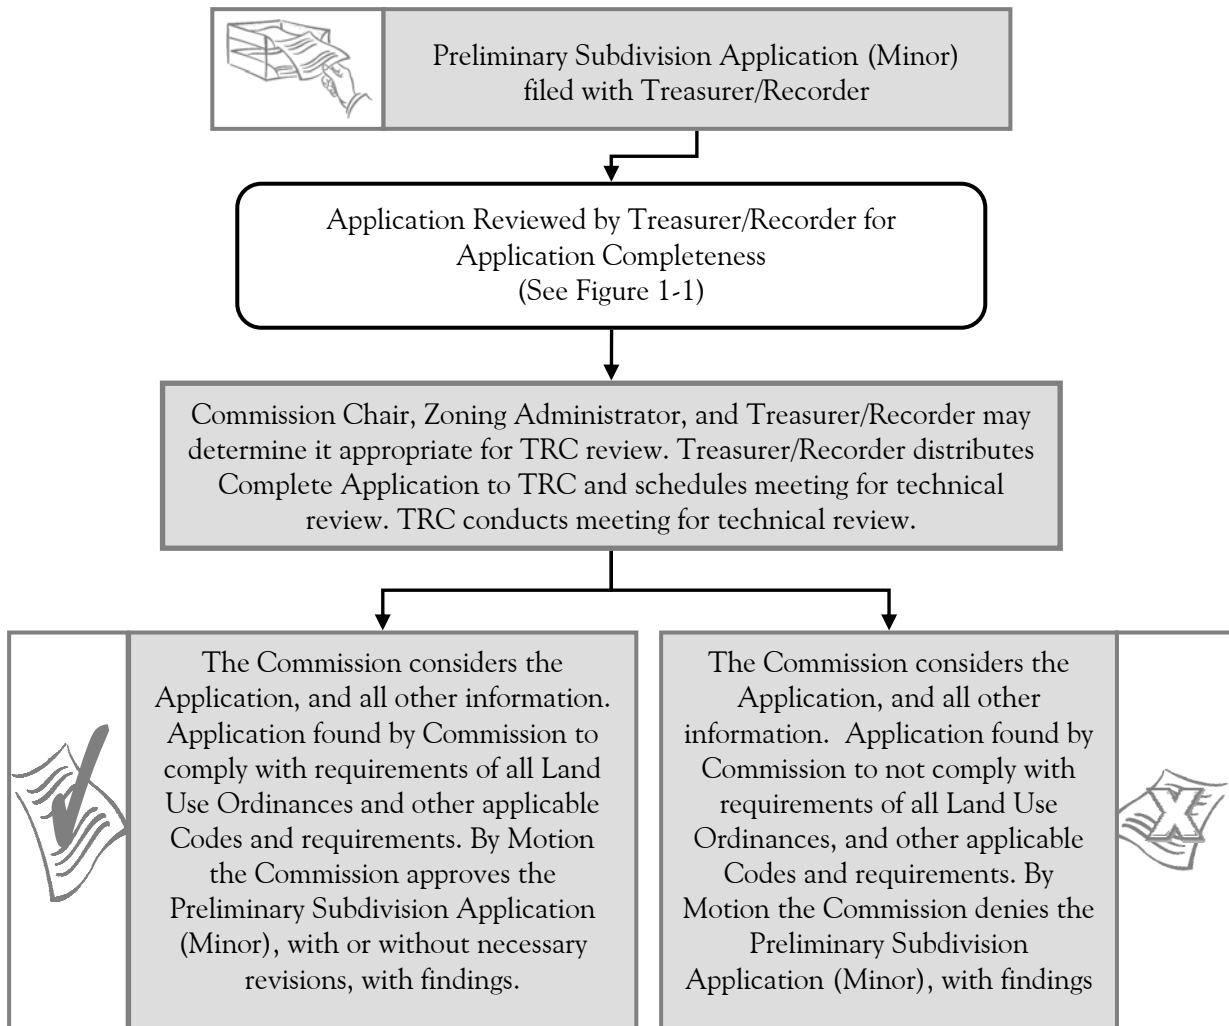 Preliminary Subdivision Application (Minor)
filed with Treasurer/Recorder
Application Reviewed by Treasurer/Recorder for
Application Completeness
(See Figure 1-1)
Commission Chair, Zoning Administrator, and Treasurer/Recorder may
determine it appropriate for TRC review. Treasurer/Recorder distributes
Complete Application to TRC and schedules meeting for technical
review. TRC conducts meeting for technical review.
The Commission considers the
Application, and all other information.
Application found by Commission to
comply with requirements of all Land
Use Ordinances and other applicable
Codes and requirements. By Motion
the Commission approves the
Preliminary Subdivision Application
(Minor), with or without necessary
revisions, with findings.
The Commission considers the
Application, and all other
information.  Application found by
Commission to not comply with
requirements of all Land Use
Ordinances, and other applicable
Codes and requirements. By
Motion the Commission denies the
Preliminary Subdivision
Application (Minor), with findings
X